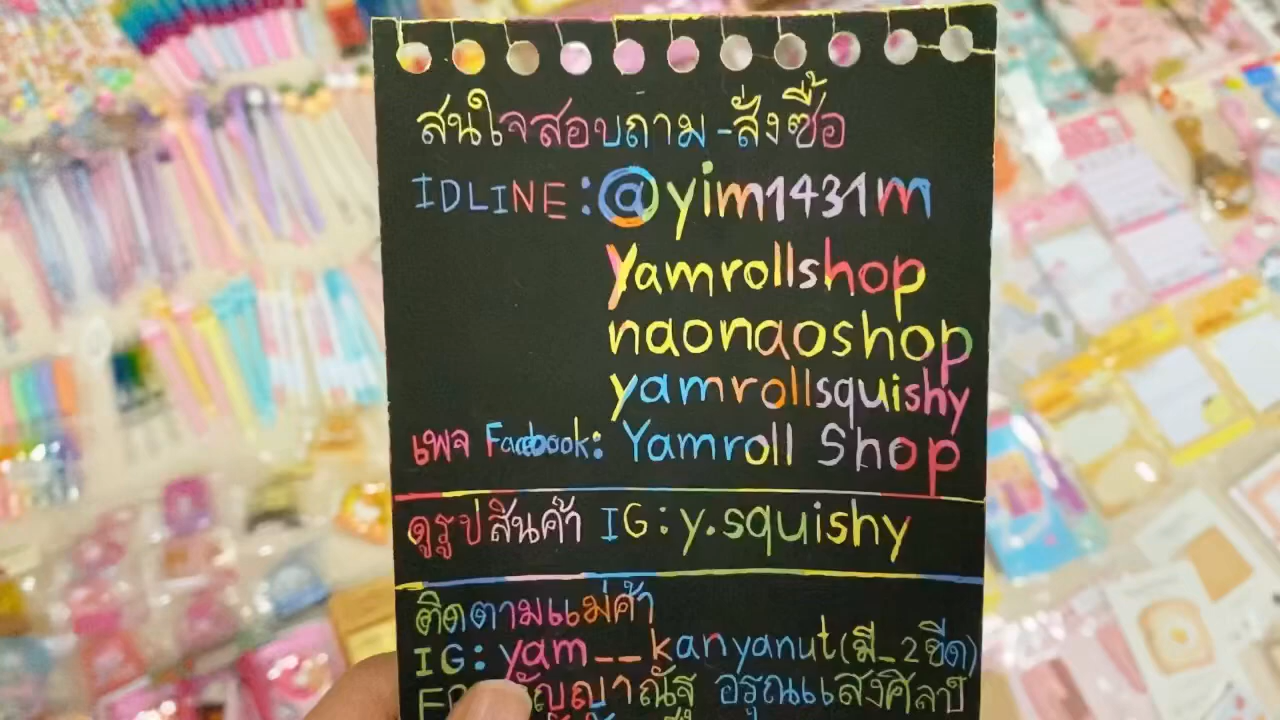 สนใจสอบถาม-สั่งซื้อ
IDLINE:@yim1431m
Yamrollshop
naonaoshop
yamrollsquishy
เพจ Facebook: Yamroll Shop
ดูรูปสินค้า IG:y.squishy
ติดตามแม่ค้า
IG: yam__kanyanut(มี_2ขีด)
อรุณแสงศิลป์